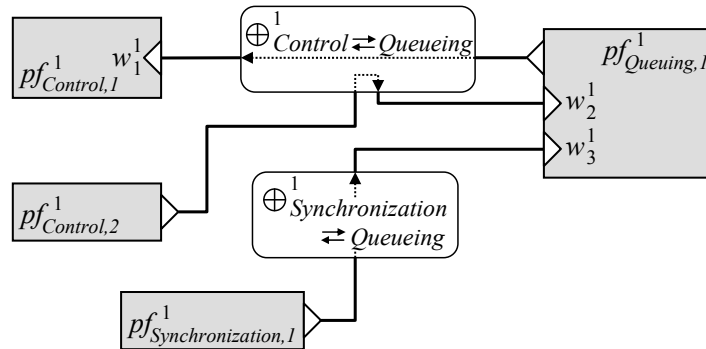 pf¹Control,1 w¹1
⊕¹Control⇄Queueing
pf¹Queuing,1
w¹2
w¹3
pf¹Control,2
⊕¹Synchronization
⇄ Queueing
pf¹Synchronization,1